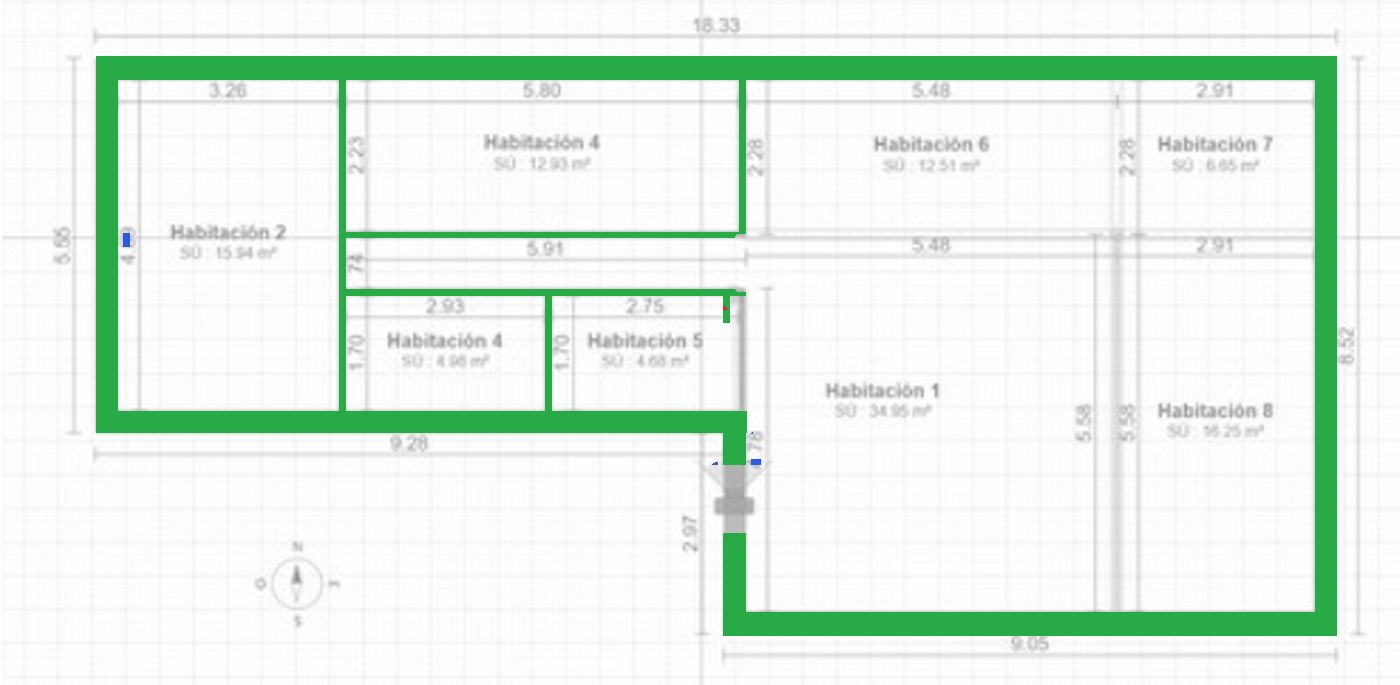 18.33
3.26
5.80
5.48
2.91
2.23
Habitación 4
SÚ : 12.93 m²
2.28
Habitación 6
SÚ : 12.51 m²
2.28
Habitación 7
SÚ : 6.65 m²
Habitación 2
SÚ : 15.94 m²
5.91
5.48
2.91
74
2.93
2.75
1.70
Habitación 4
SÚ : 4.98 m²
1.70
Habitación 5
SÚ : 4.68 m²
8.52
Habitación 1
SÚ : 34.95 m²
5.58
5.58
Habitación 8
SÚ : 16.25 m²
9.28
2.97
N
O
S
9.05